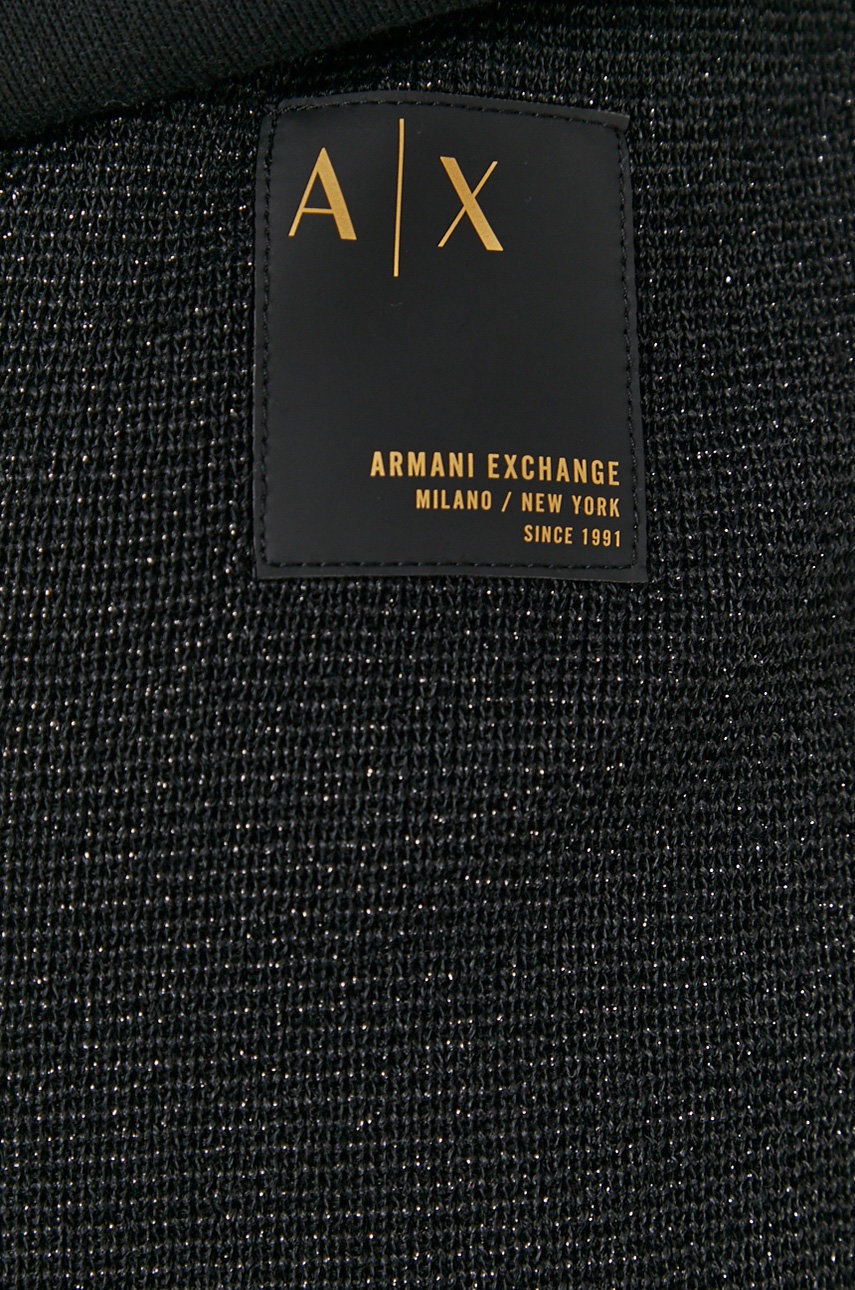 A|X
ARMANI EXCHANGE
MILANO / NEW YORK
SINCE 1991